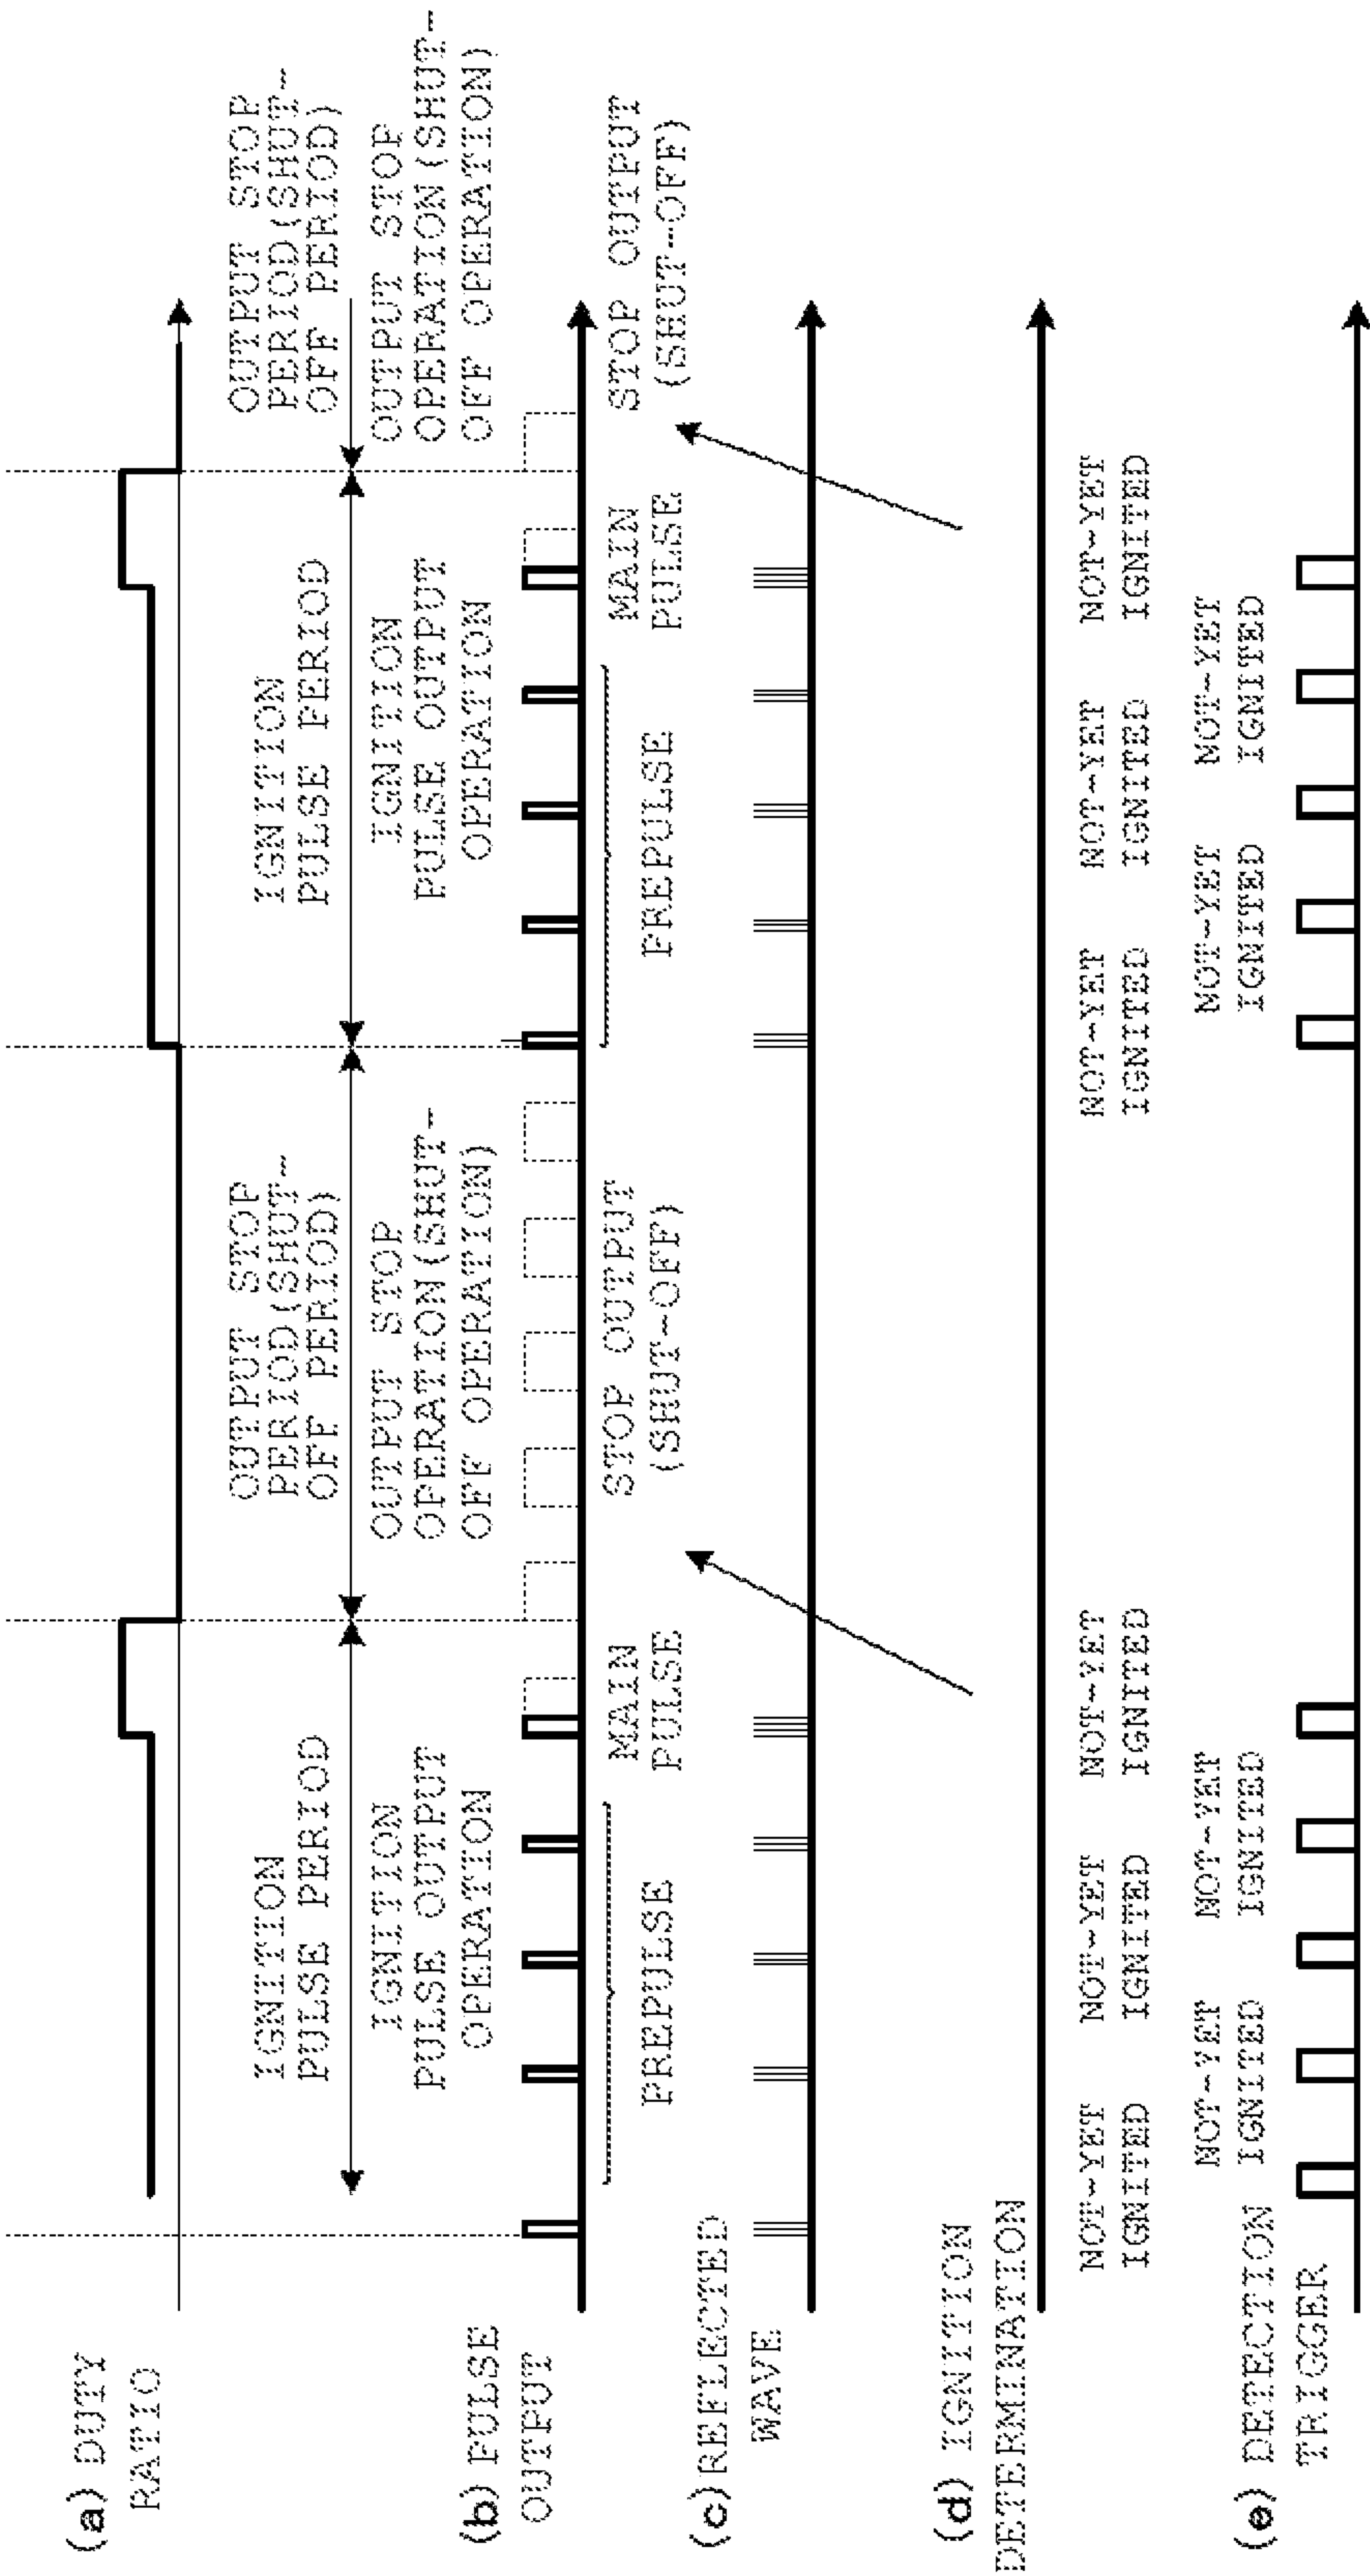 (a) DUTY
RATIO
IGNITION
PULSE PERIOD
OUTPUT STOP
PERIOD(SHUT-
OFF PERIOD)
IGNITION
PULSE PERIOD
OUTPUT STOP
PERIOD(SHUT-
OFF PERIOD)
IGNITION
PULSE OUTPUT
OPERATION
OUTPUT STOP
OPERATION(SHUT-
OFF OPERATION)
IGNITION
PULSE OUTPUT
OPERATION
OUTPUT STOP
OPERATION(SHUT-
OFF OPERATION)
(b) PULSE
OUTPUT
PREPULSE
MAIN
PULSE
STOP OUTPUT
(SHUT-OFF)
PREPULSE
MAIN
PULSE
STOP OUTPUT
(SHUT-OFF)
(c) REFLECTED
WAVE
(d) IGNITION
DETERMINATION
NOT-YET
IGNITED
NOT-YET
IGNITED
NOT-YET
IGNITED
NOT-YET
IGNITED
NOT-YET
IGNITED
NOT-YET
IGNITED
NOT-YET
IGNITED
NOT-YET
IGNITED
NOT-YET
IGNITED
NOT-YET
IGNITED
(e) DETECTION
TRIGGER